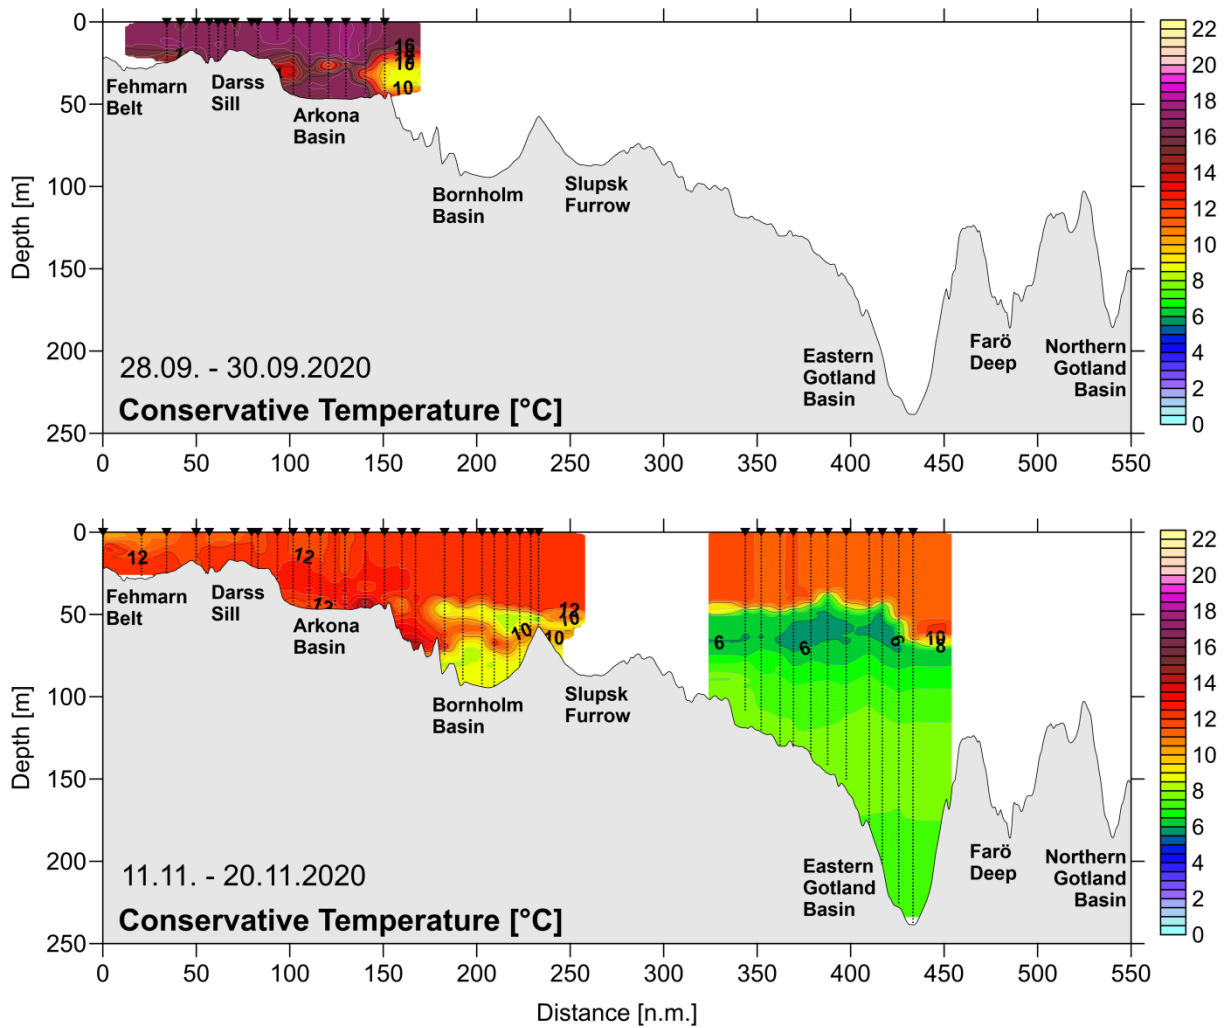 0
50
100
150
200
250
Depth [m]
16
10
10
Fehmarn
Belt
Darss
Sill
Arkona
Basin
Bornholm
Basin
Slupsk
Furrow
Eastern
Gotland
Basin
Farö
Deep
Northern
Gotland
Basin
28.09. - 30.09.2020
Conservative Temperature [°C]
0 50 100 150 200 250 300 350 400 450 500 550
22
20
18
16
14
12
10
8
6
4
2
0
0
50
100
150
200
250
Depth [m]
12
12
12
12
10
10
10
6
6
6
10
8
Fehmarn
Belt
Darss
Sill
Arkona
Basin
Bornholm
Basin
Slupsk
Furrow
Eastern
Gotland
Basin
Farö
Deep
Northern
Gotland
Basin
11.11. - 20.11.2020
Conservative Temperature [°C]
0 50 100 150 200 250 300 350 400 450 500 550
Distance [n.m.]
22
20
18
16
14
12
10
8
6
4
2
0